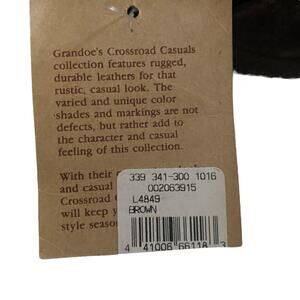 Grandoe's Crossroad Casuals
collection features rugged,
durable leathers for that
rustic, casual look. The
varied and unique color
shades and markings are not
defects, but rather add to
the character and casual
feeling of this collection.
With their
and casual
Crossroad
will keep
style
339 341-300 1016
002063915
L4849
BROWN
4 41006 66118 3